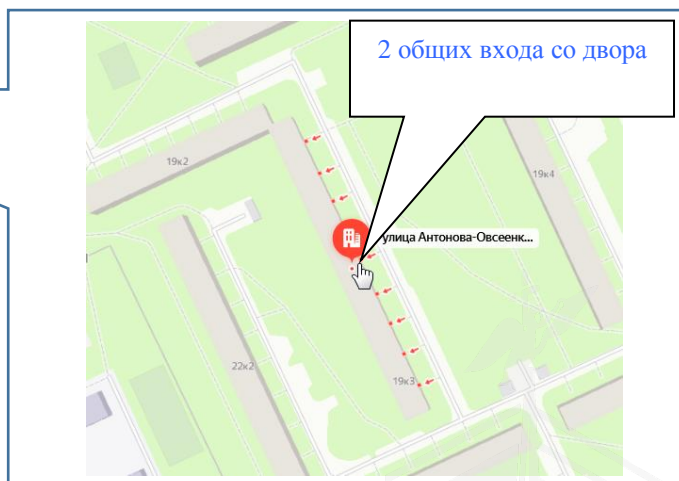 2 общих входа со двора
19к2
19к4
улица Антонова-Овсеенк...
22к2
19к3